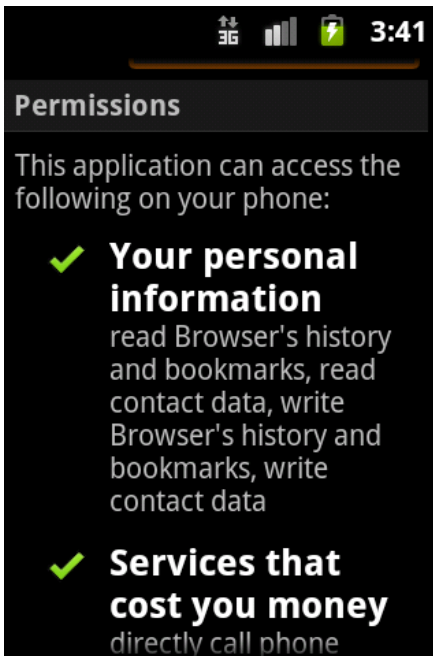 3G 3:41
Permissions
This application can access the
following on your phone:
Your personal
information
read Browser's history
and bookmarks, read
contact data, write
Browser's history and
bookmarks, write
contact data
Services that
cost you money
directly call phone